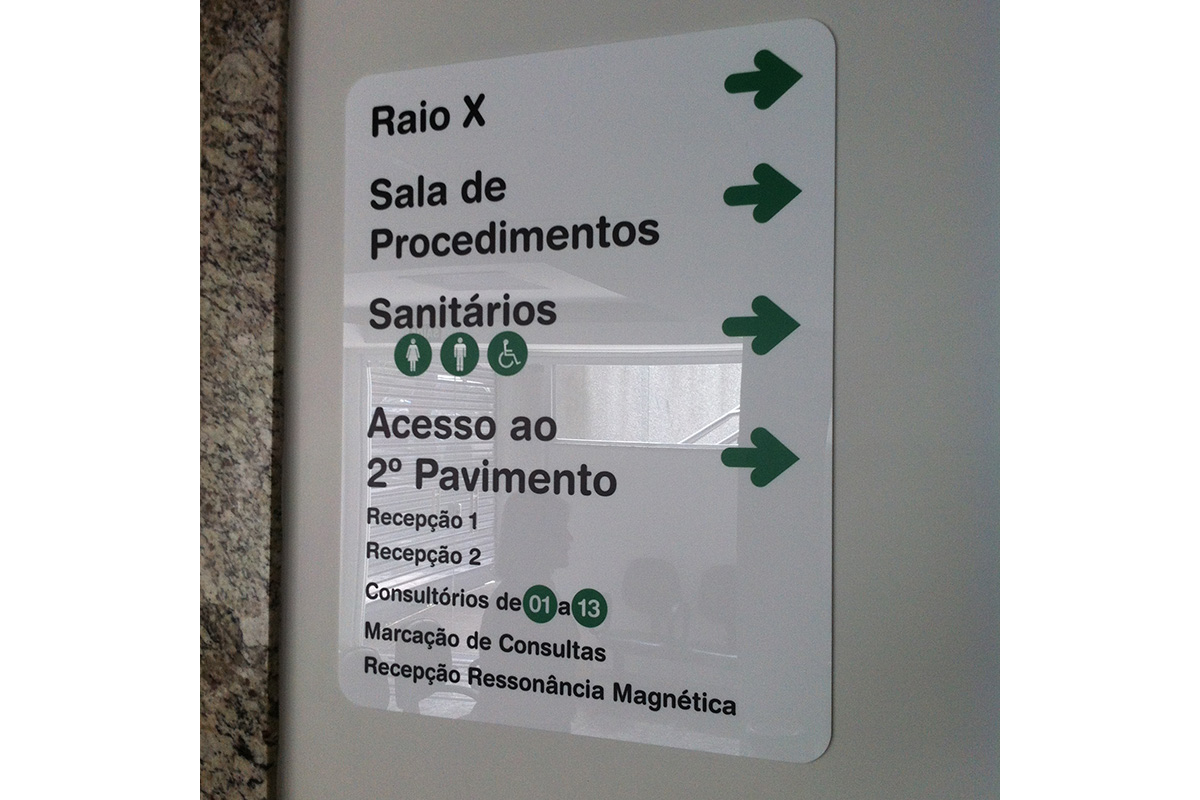 Raio X
Sala de
Procedimentos
Sanitários
Acesso ao
2º Pavimento
Recepção 1
Recepção 2
Consultórios de 01 a 13
Marcação de Consultas
Recepção Ressonância Magnética